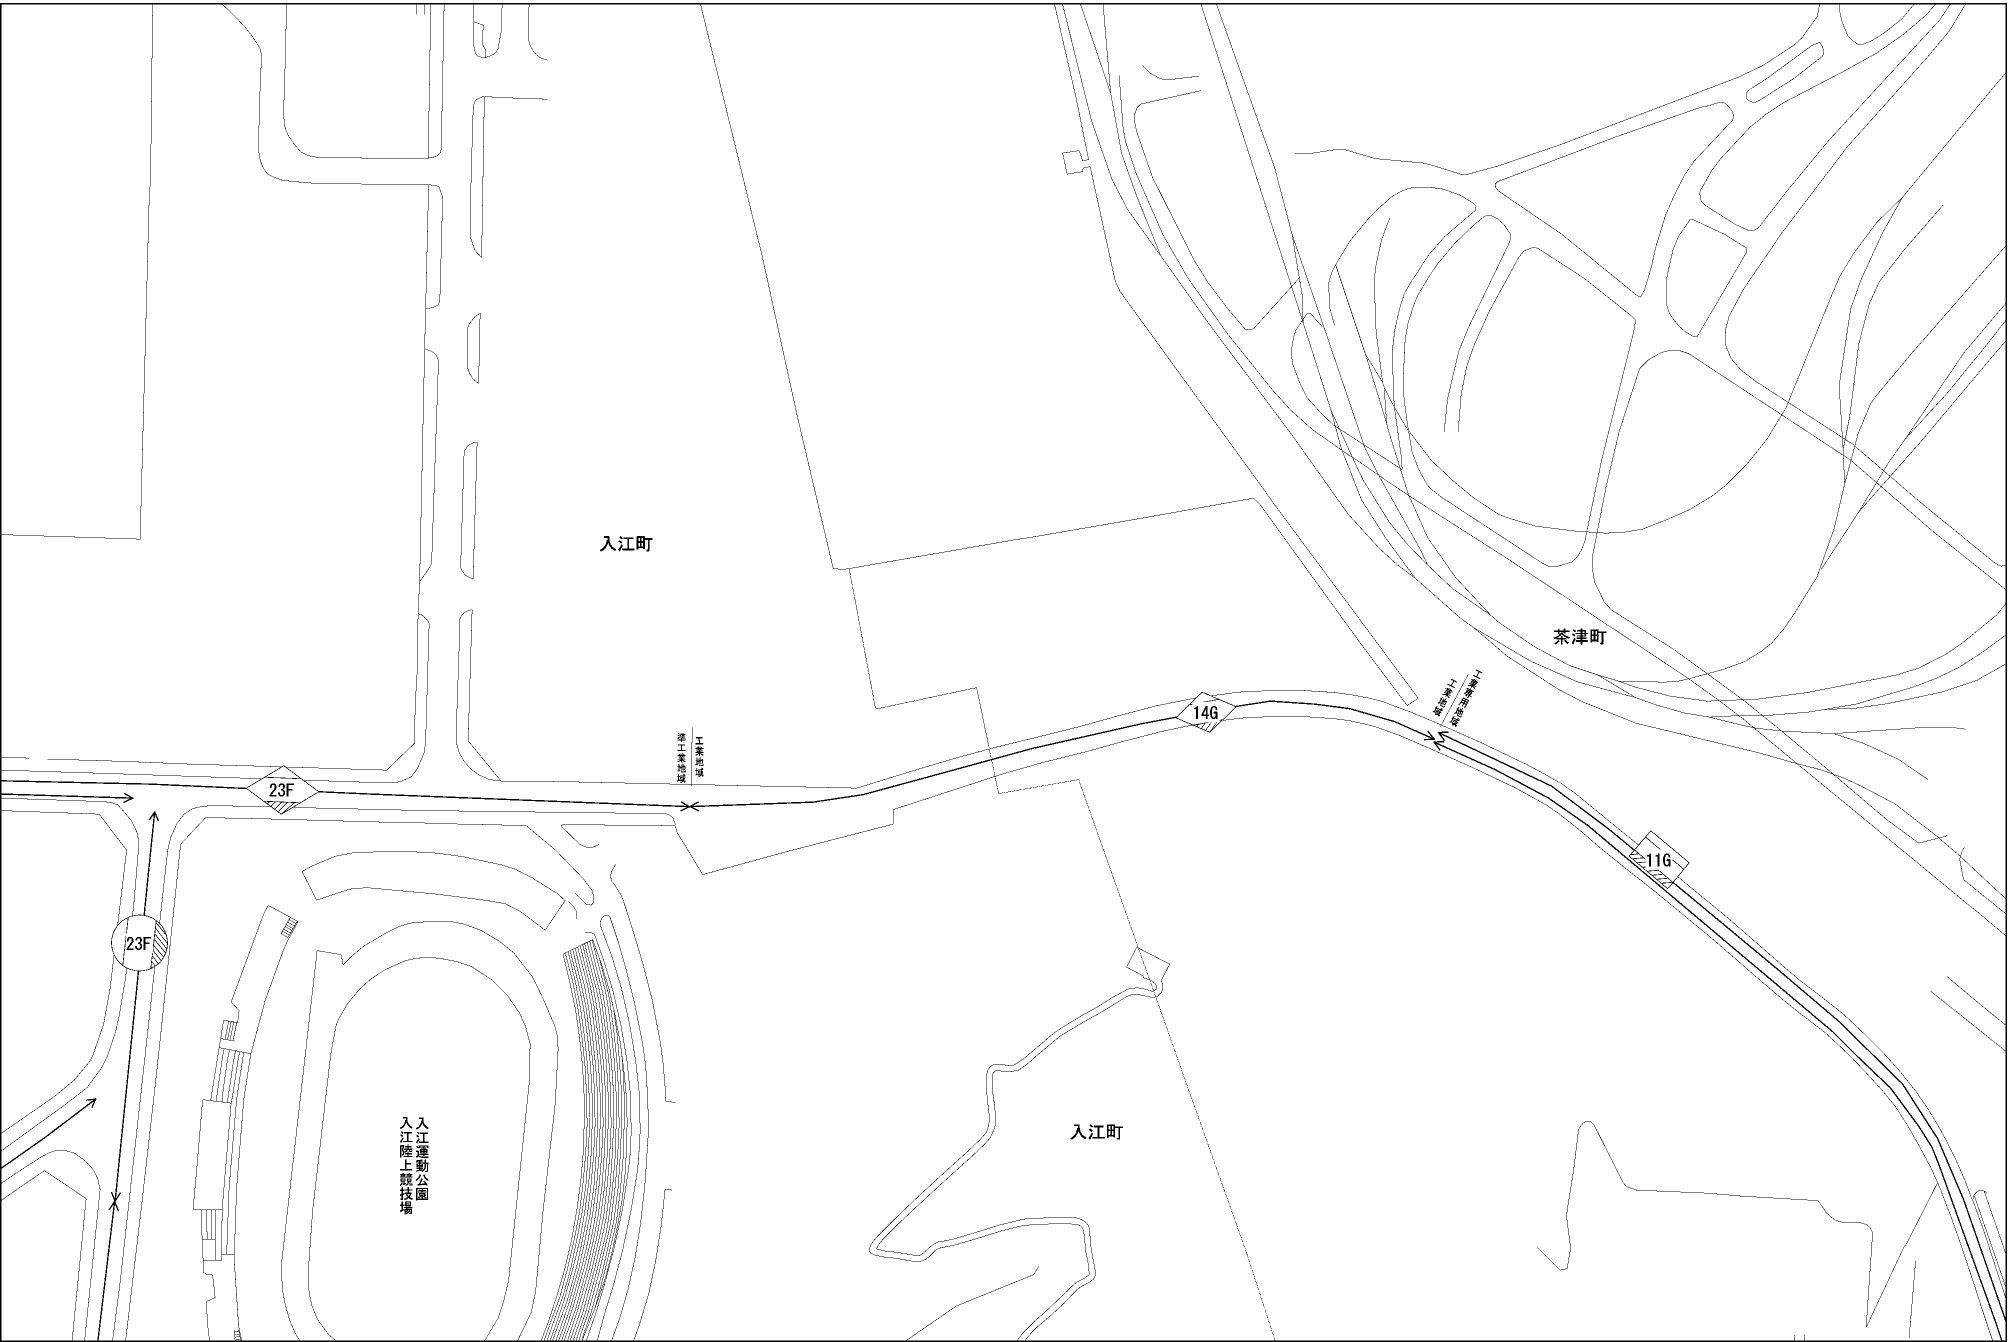 入江町
茶津町
工業専用地域
工業地域
14G
工業地域
準工業地域
23F
11G
23F
入江運動公園
入江陸上競技場
入江町